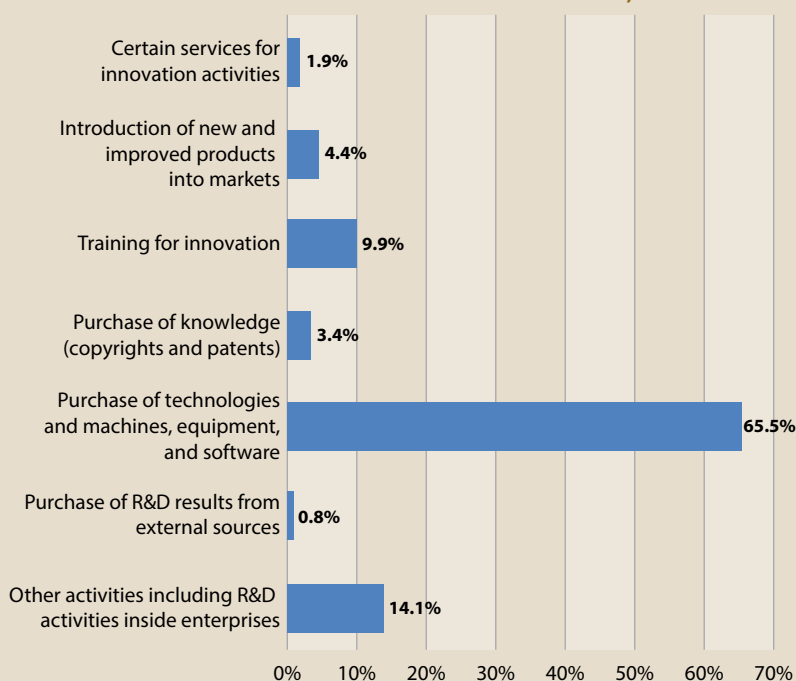 Certain services for
innovation activities
1.9%
Introduction of new and
improved products
into markets
4.4%
Training for innovation
9.9%
Purchase of knowledge
(copyrights and patents)
3.4%
Purchase of technologies
and machines, equipment,
and software
65.5%
Purchase of R&D results from
external sources
0.8%
Other activities including R&D
activities inside enterprises
14.1%
0% 10% 20% 30% 40% 50% 60% 70%